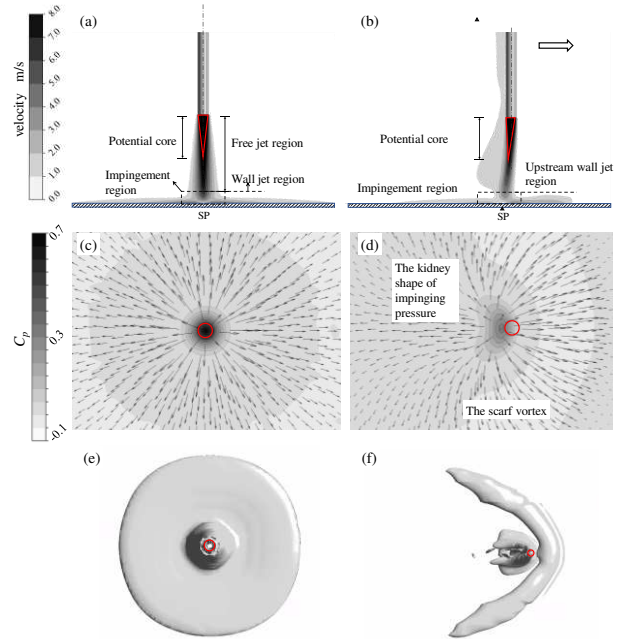 (a)
(b)
velocity m/s
8.0
7.0
6.0
5.0
4.0
3.0
2.0
1.0
0.0
Potential core
Free jet region
Impingement
region
Wall jet region
SP
Potential core
Upstream wall jet
region
Impingement region
SP
(c)
(d)
Cp
0.7
0.3
-0.1
The kidney
shape of
impinging
pressure
The scarf vortex
(e)
(f)